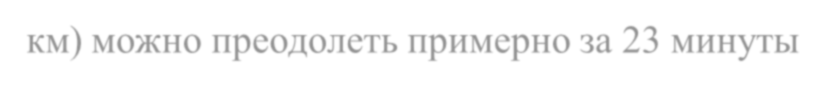 км) можно преодолеть примерно за 23 минуты